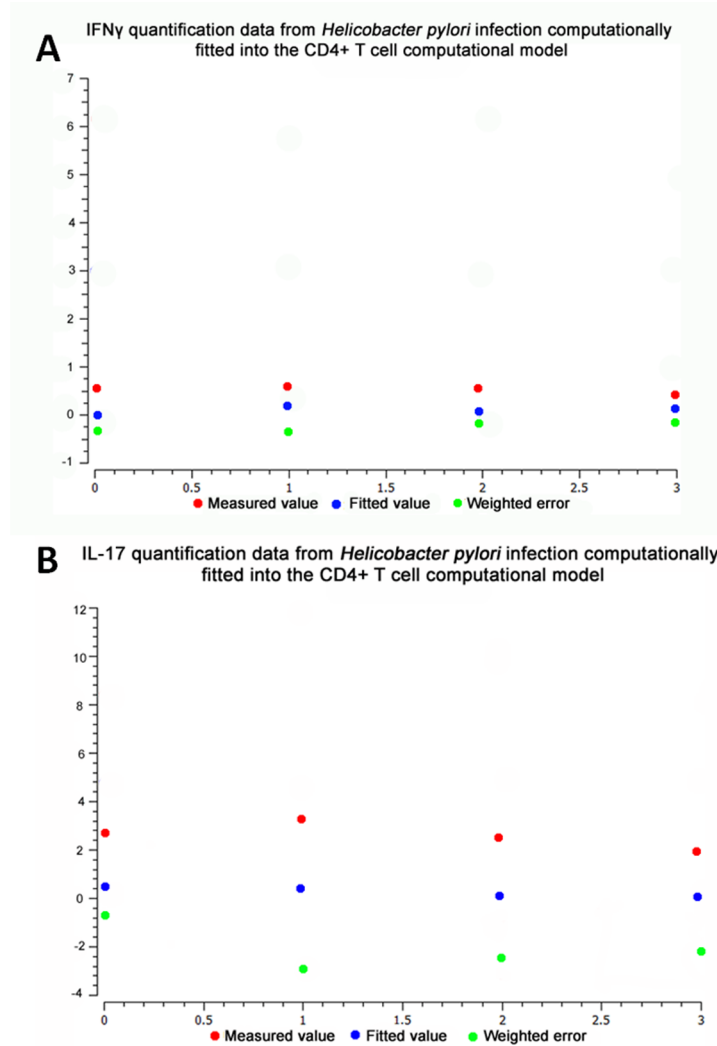 A
IFNγ quantification data from Helicobacter pylori infection computationally
fitted into the CD4+ T cell computational model
7
6
5
4
3
2
1
0
-1
0 0.5 1 1.5 2 2.5 3
Measured value Fitted value Weighted error
B
IL-17 quantification data from Helicobacter pylori infection computationally
fitted into the CD4+ T cell computational model
12
10
8
6
4
2
0
-2
-4
0 0.5 1 1.5 2 2.5 3
Measured value Fitted value Weighted error